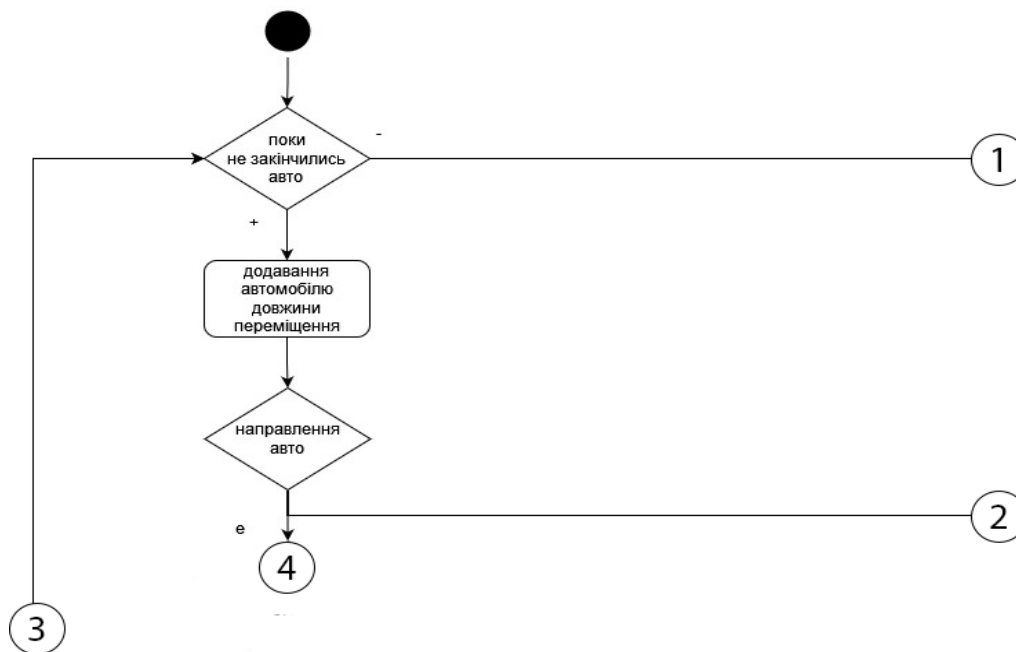 поки
не закінчились
авто
-
1
+
додавання
автомобілю
довжини
переміщення
направлення
авто
2
е
4
3